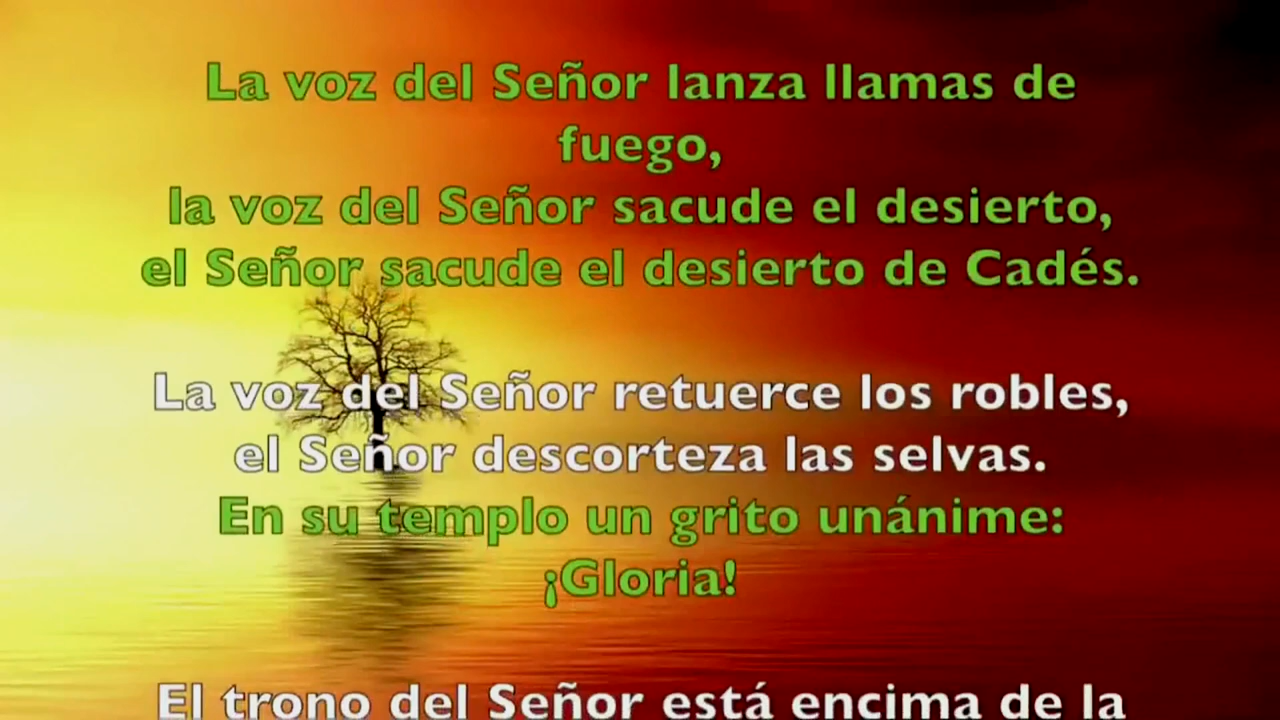 La voz del Señor lanza llamas de
fuego,
la voz del Señor sacude el desierto,
el Señor sacude el desierto de Cadés.
La voz del Señor retuerce los robles,
el Señor descorteza las selvas.
En su templo un grito unánime:
¡Gloria!
El trono del Señor está encima de la